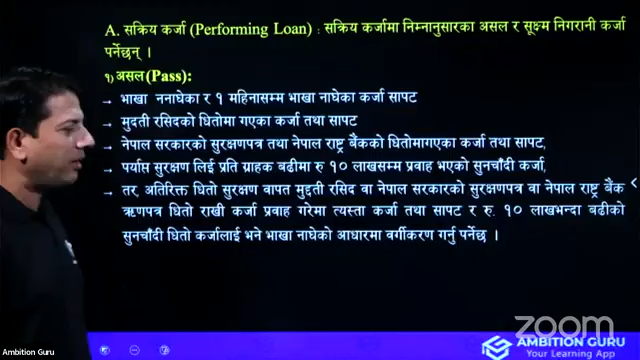 A. सक्रिय कर्जा (Performing Loan) : सक्रिय कर्जामा निम्नानुसारका असल र सूक्ष्म निगरानी कर्जा
पर्नेछन् ।
१) असल (Pass):
→ भाखा ननाघेका र १ महिनासम्म भाखा नाघेका कर्जा सापट
→ मुदती रसिदको धितोमा गएका कर्जा तथा सापट
→ नेपाल सरकारको सुरक्षणपत्र तथा नेपाल राष्ट्र बैंकको धितोमागएका कर्जा तथा सापट,
→ पर्याप्त सुरक्षण लिई प्रति ग्राहक बढीमा रु १० लाखसम्म प्रवाह भएको सुनचाँदी कर्जा,
→ तर, अतिरिक्त धितो सुरक्षण बापत मुद्दती रसिद वा नेपाल सरकारको सुरक्षणपत्र वा नेपाल राष्ट्र बैंक
ऋणपत्र धितो राखी कर्जा प्रवाह गरेमा त्यस्ता कर्जा तथा सापट र रु. १० लाखभन्दा बढीको
सुनचाँदी धितो कर्जालाई भने भाखा नाघेको आधारमा वर्गीकरण गर्नु पर्नेछ ।
zoom
AMBITION GURU
Your Learning App
Ambition Guru